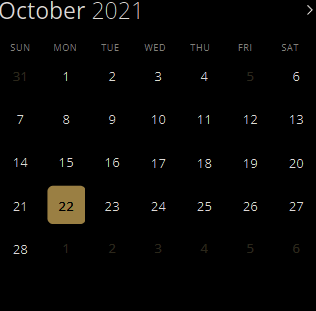 October 2021
SUN MON TUE WED THU FRI SAT
31 1 2 3 4 5 6
7 8 9 10 11 12 13
14 15 16 17 18 19 20
21 22 23 24 25 26 27
28 1 2 3 4 5 6